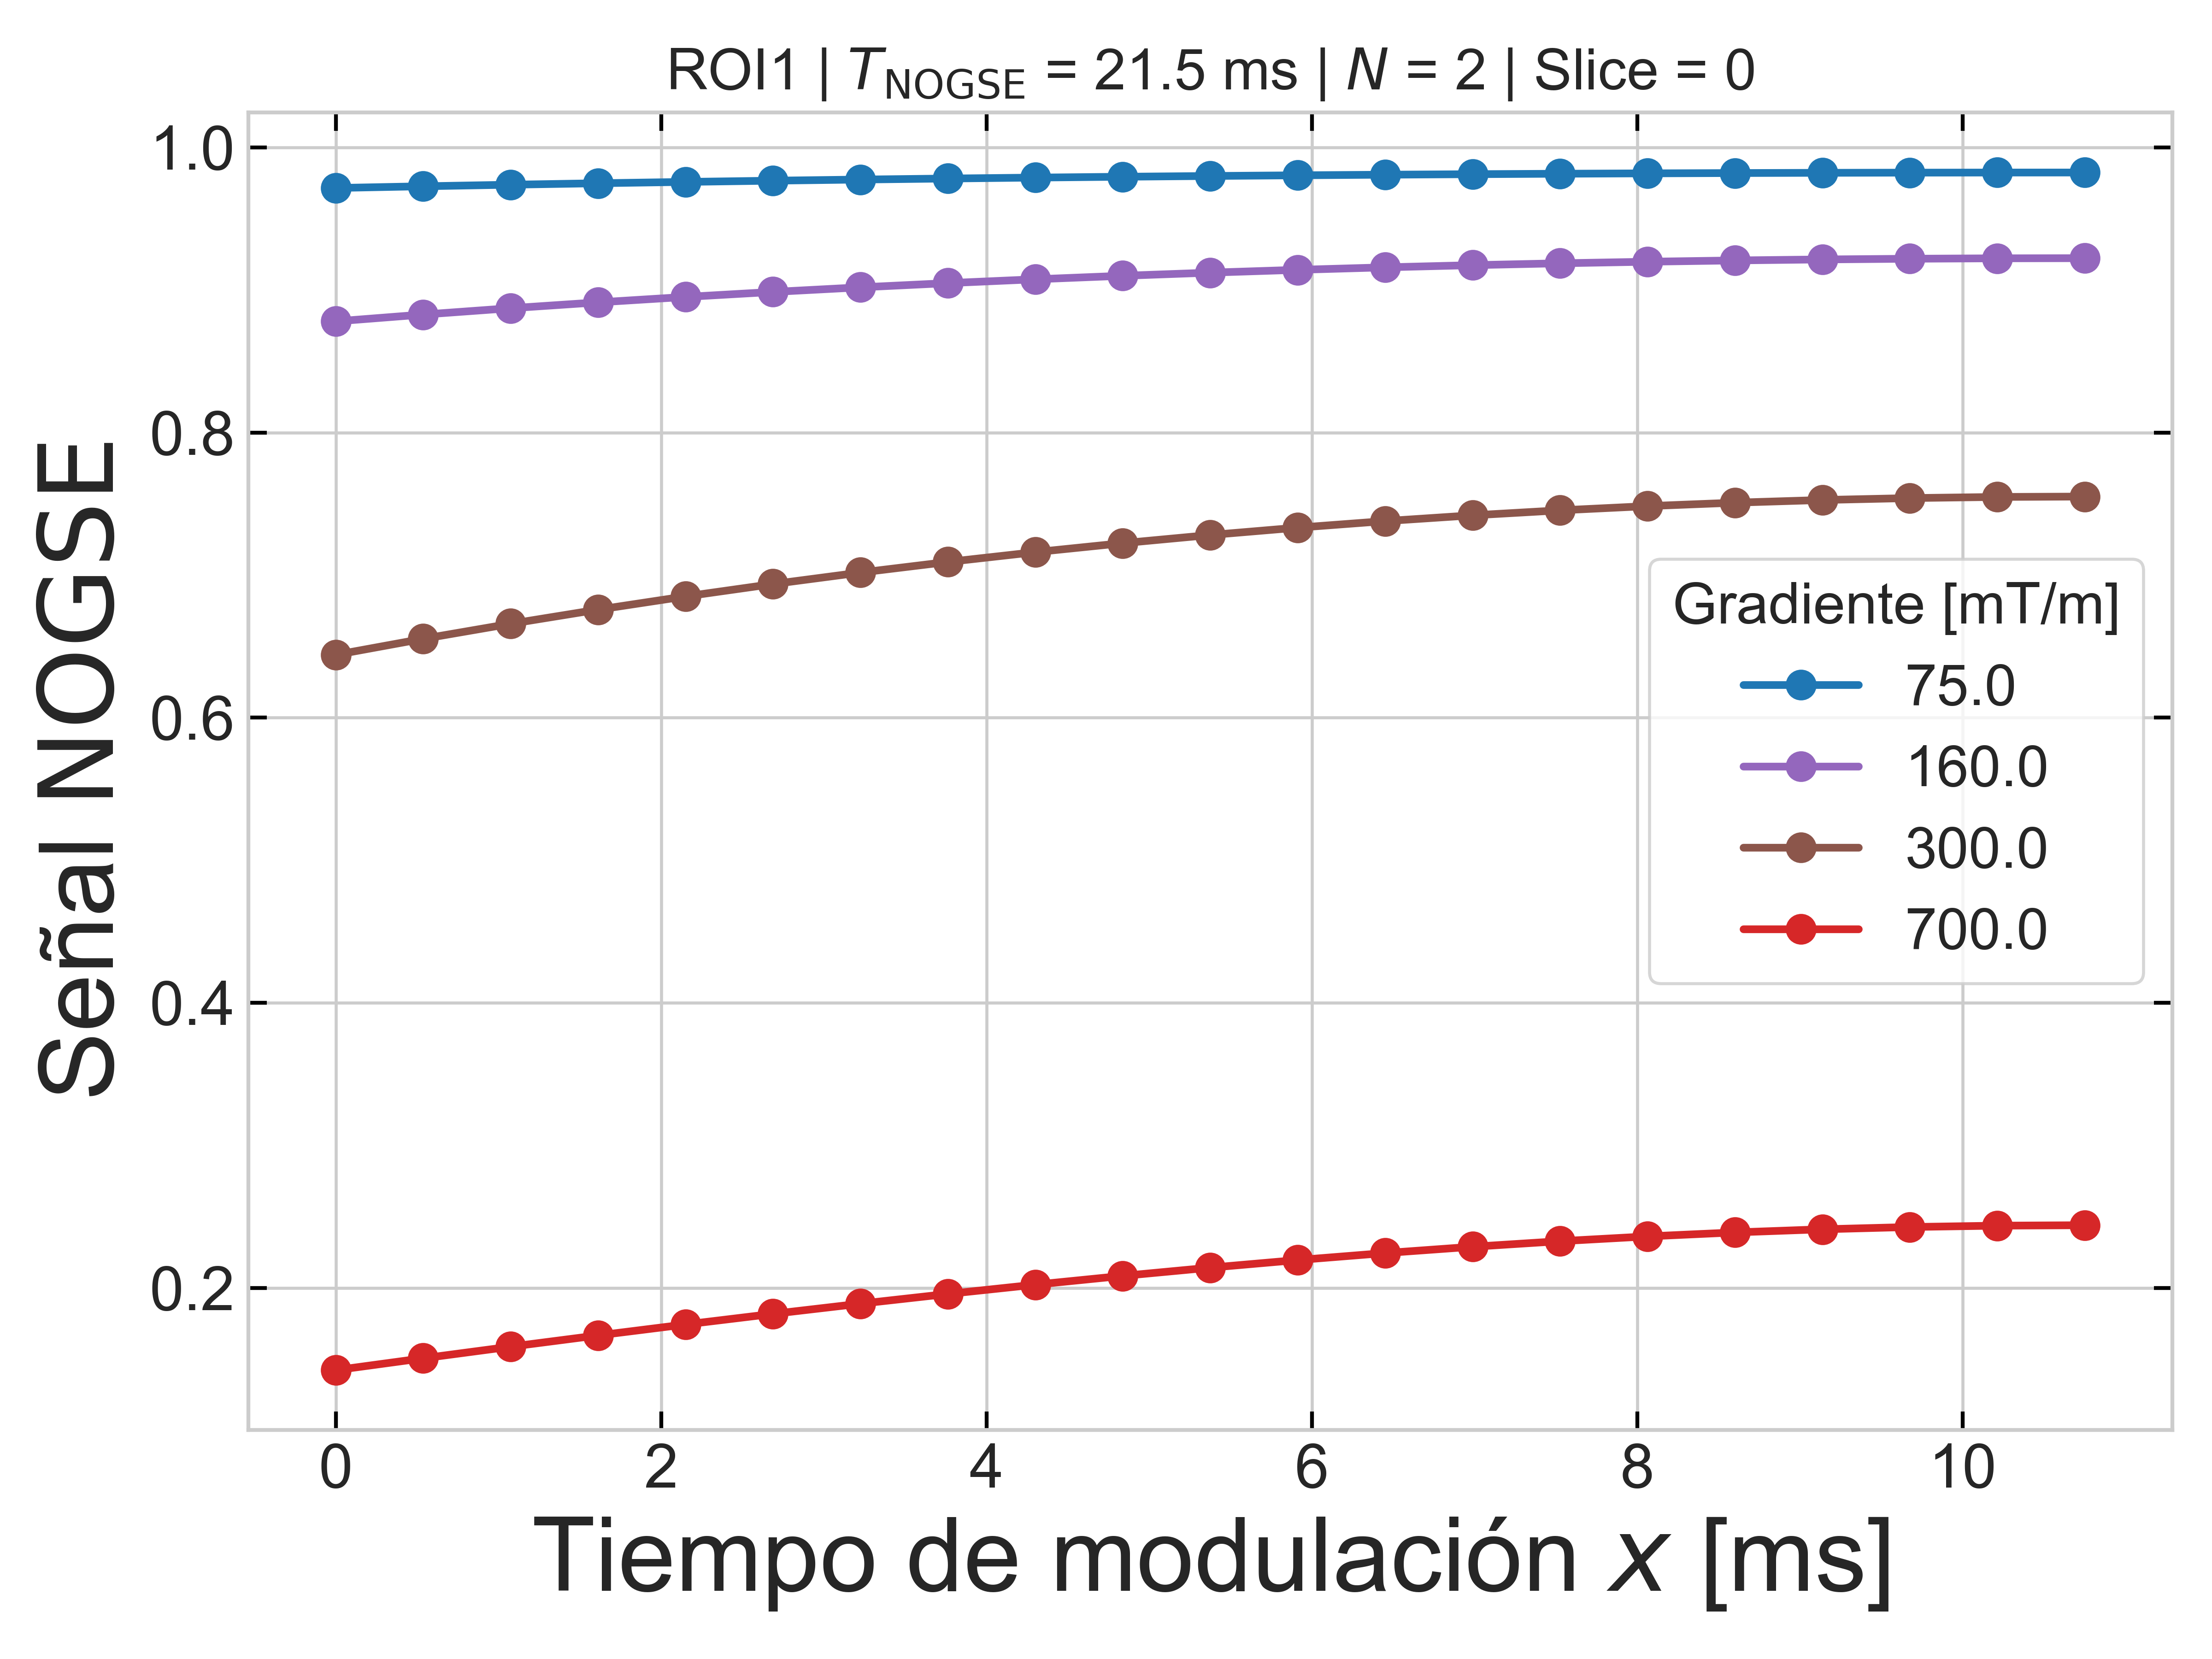 ROI1 | T_NOGSE = 21.5 ms | N = 2 | Slice = 0
Señal NOGSE
1.0
0.8
0.6
0.4
0.2
Gradiente [mT/m]
75.0
160.0
300.0
700.0
0 2 4 6 8 10
Tiempo de modulación x [ms]